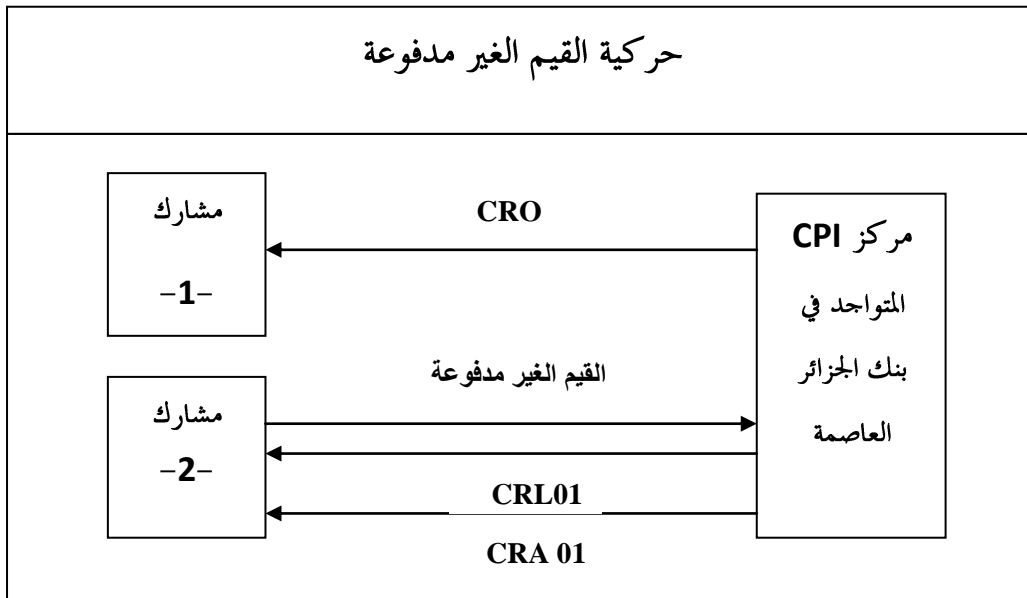 حركية القيم الغير مدفوعة
مشارك
-1-
CRO
مركز CPI
المتواجد في
بنك الجزائر
العاصمة
القيم الغير مدفوعة
مشارك
-2-
CRL01
CRA 01